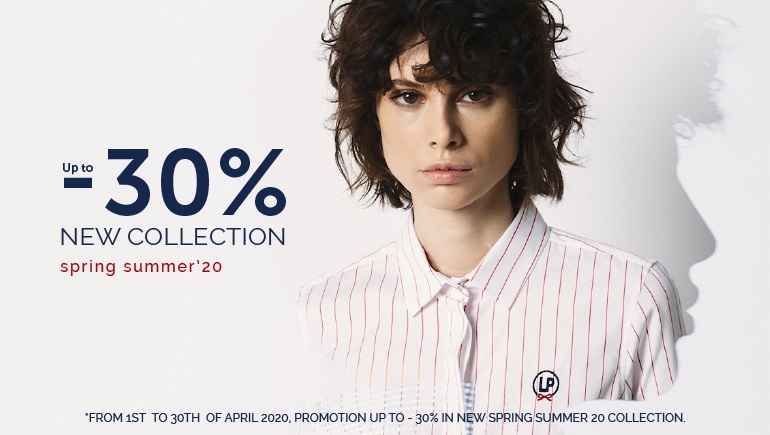 Up to
-30%
NEW COLLECTION
spring summer'20
LP
*FROM 1ST TO 30TH OF APRIL 2020, PROMOTION UP TO - 30% IN NEW SPRING SUMMER 20 COLLECTION.